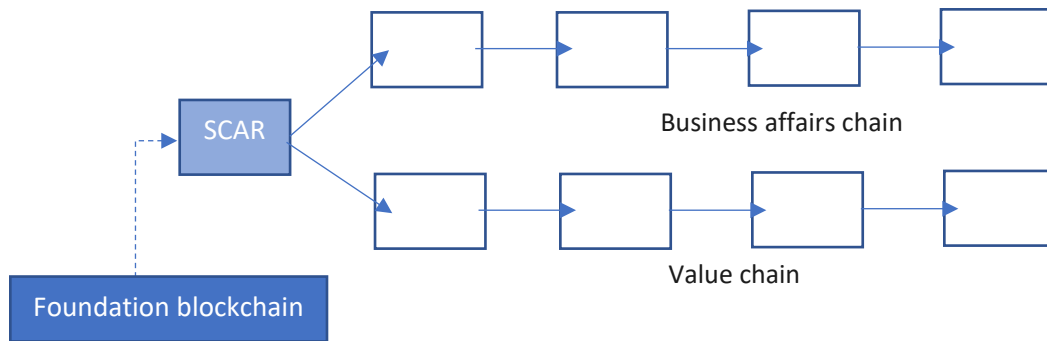 SCAR
Business affairs chain
Value chain
Foundation blockchain